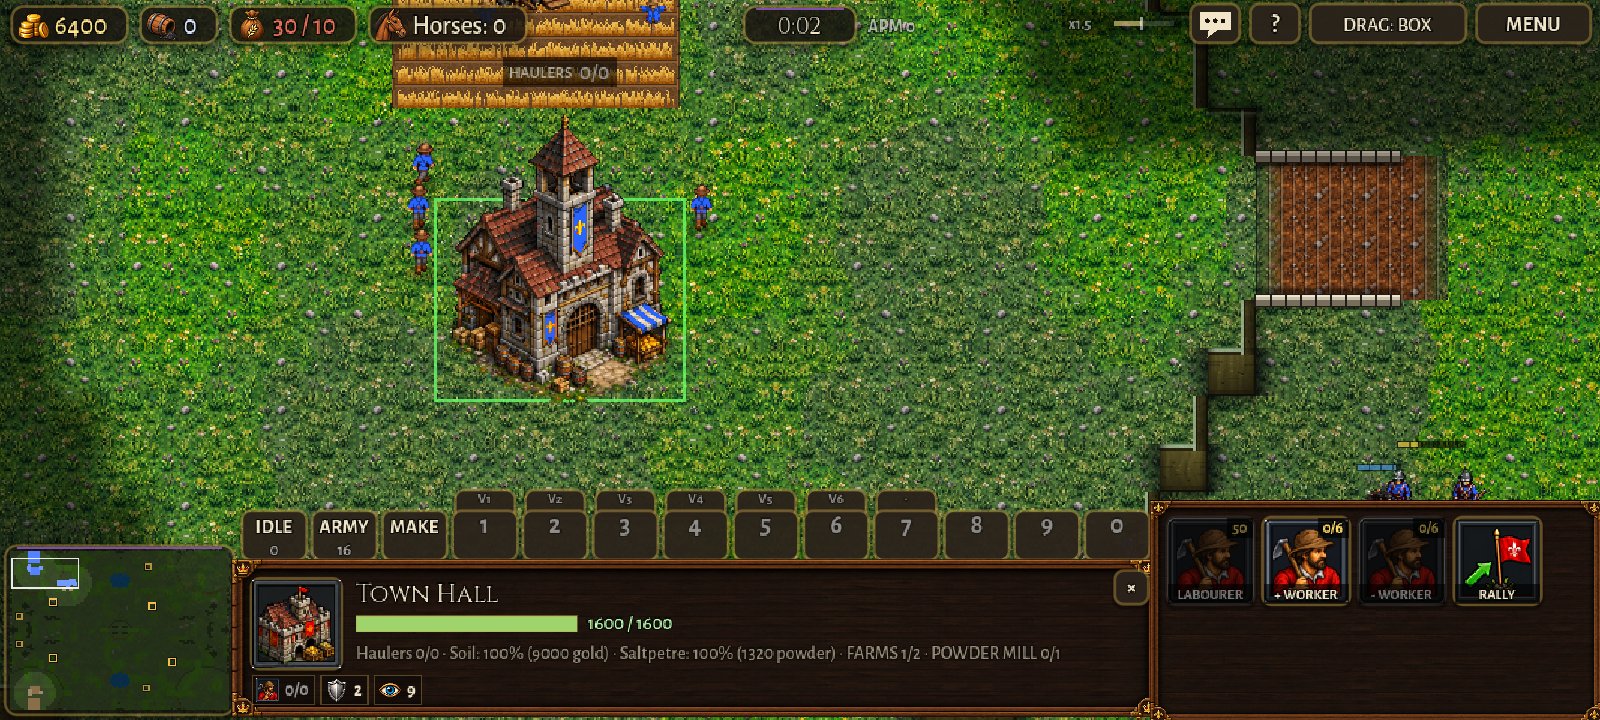 6400
0
30/10
Horses: 0
0:02
APM:0
X1.5
?
DRAG: BOX
MENU
HAULERS 0/0
V1
V2
V3
V4
V5
V6
IDLE
0
ARMY
16
MAKE
1
2
3
4
5
6
7
8
9
0
TOWN HALL
×
1600/1600
Haulers 0/0 · Soil: 100% (9000 gold) · Saltpetre: 100% (1320 powder) · FARMS 1/2 · POWDER MILL 0/1
0/0
2
9
50
LABOURER
0/6
+ WORKER
0/6
- WORKER
RALLY